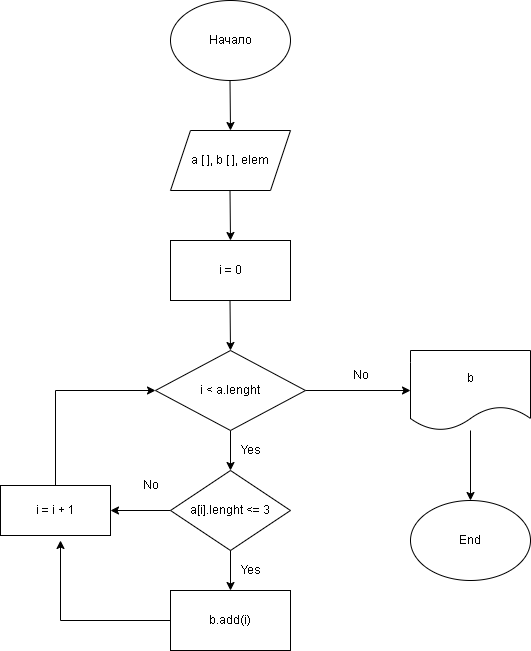 Начало
a [ ], b [ ], elem
i = 0
i < a.lenght
No
b
Yes
No
i = i + 1
a[i].lenght <= 3
End
Yes
b.add(i)